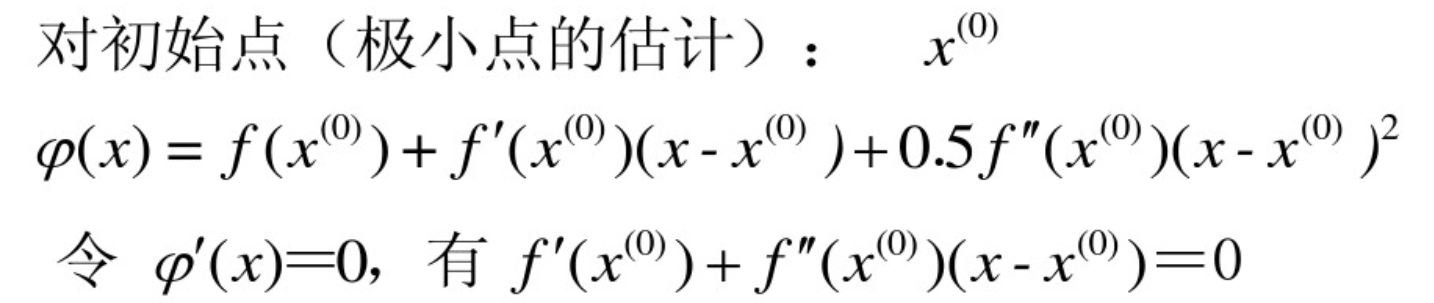 对初始点（极小点的估计）： x⁽⁰⁾
φ(x) = f(x⁽⁰⁾) + f′(x⁽⁰⁾)(x - x⁽⁰⁾) + 0.5f″(x⁽⁰⁾)(x - x⁽⁰⁾)²
令 φ′(x)=0, 有 f′(x⁽⁰⁾) + f″(x⁽⁰⁾)(x - x⁽⁰⁾)=0